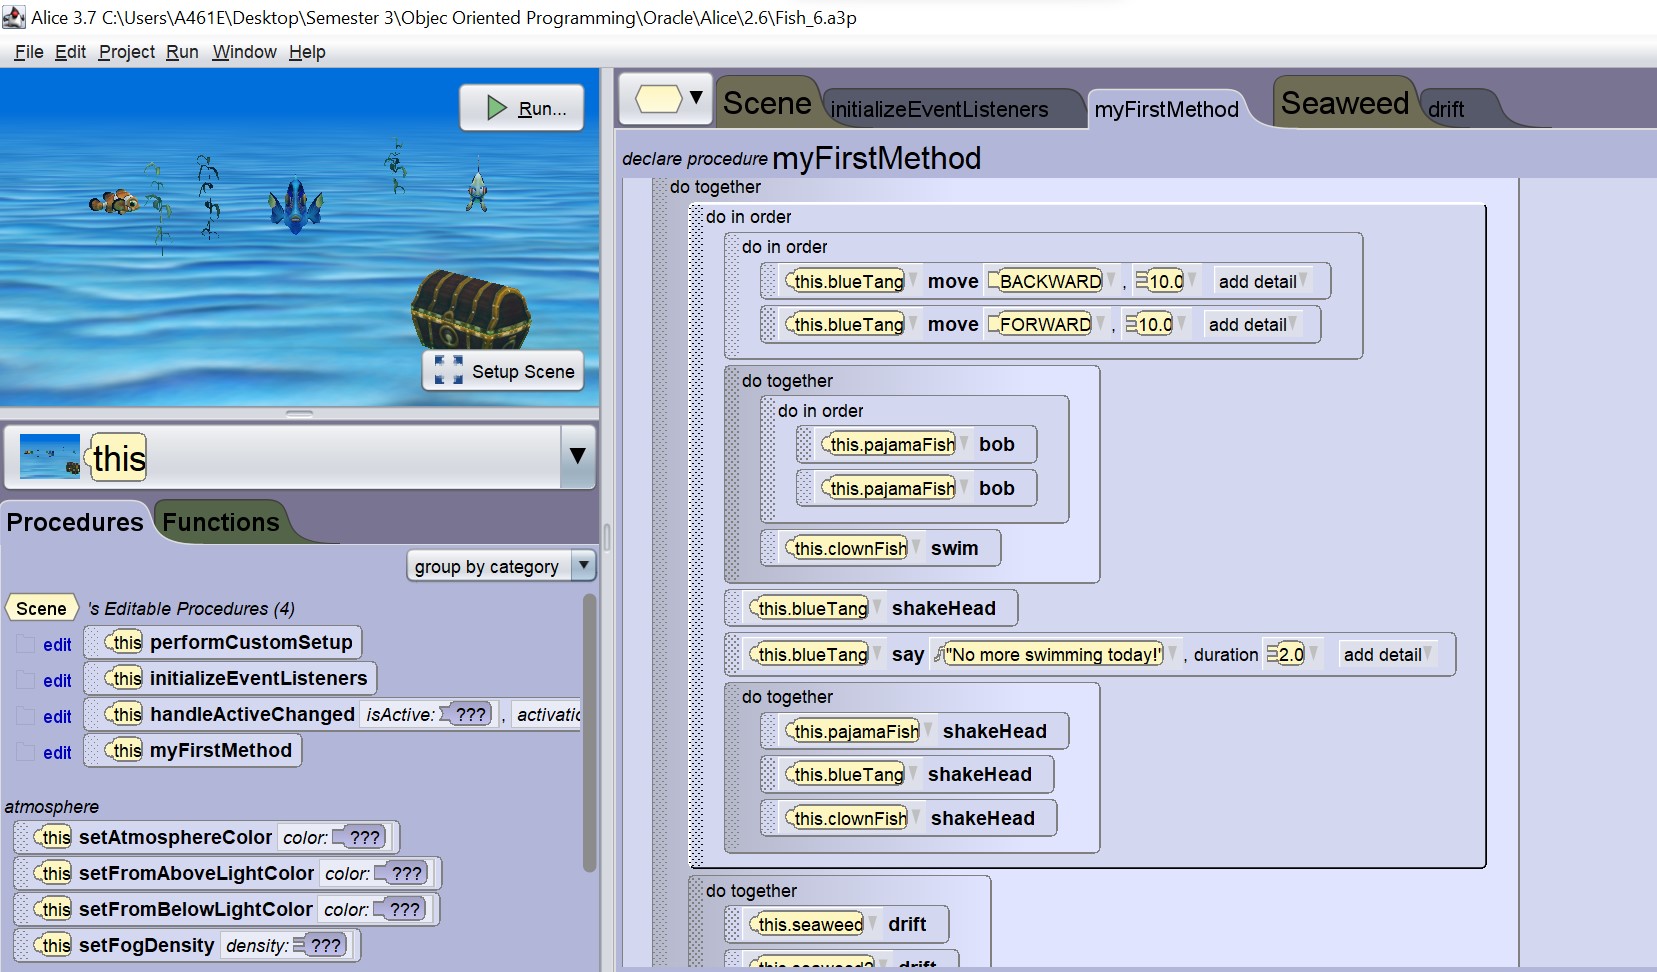 Alice 3.7 C:\Users\A461E\Desktop\Semester 3\Objec Oriented Programming\Oracle\Alice\2.6\Fish_6.a3p
File Edit Project Run Window Help
Run...
Setup Scene
this
Procedures Functions
group by category
Scene 's Editable Procedures (4)
edit this performCustomSetup
edit this initializeEventListeners
edit this handleActiveChanged isActive: ??? ,
edit this myFirstMethod
atmosphere
this setAtmosphereColor color: ???
this setFromAboveLightColor color: ???
this setFromBelowLightColor color: ???
this setFogDensity density: ???
Scene initializeEventListeners myFirstMethod Seaweed drift
declare procedure myFirstMethod
do together
do in order
do in order
this.blueTang move BACKWARD , 10.0 add detail
this.blueTang move FORWARD , 10.0 add detail
do together
do in order
this.pajamaFish bob
this.pajamaFish bob
this.clownFish swim
this.blueTang shakeHead
this.blueTang say "No more swimming today!" , duration 2.0 add detail
do together
this.pajamaFish shakeHead
this.blueTang shakeHead
this.clownFish shakeHead
do together
this.seaweed drift
this.seaweed2 drift